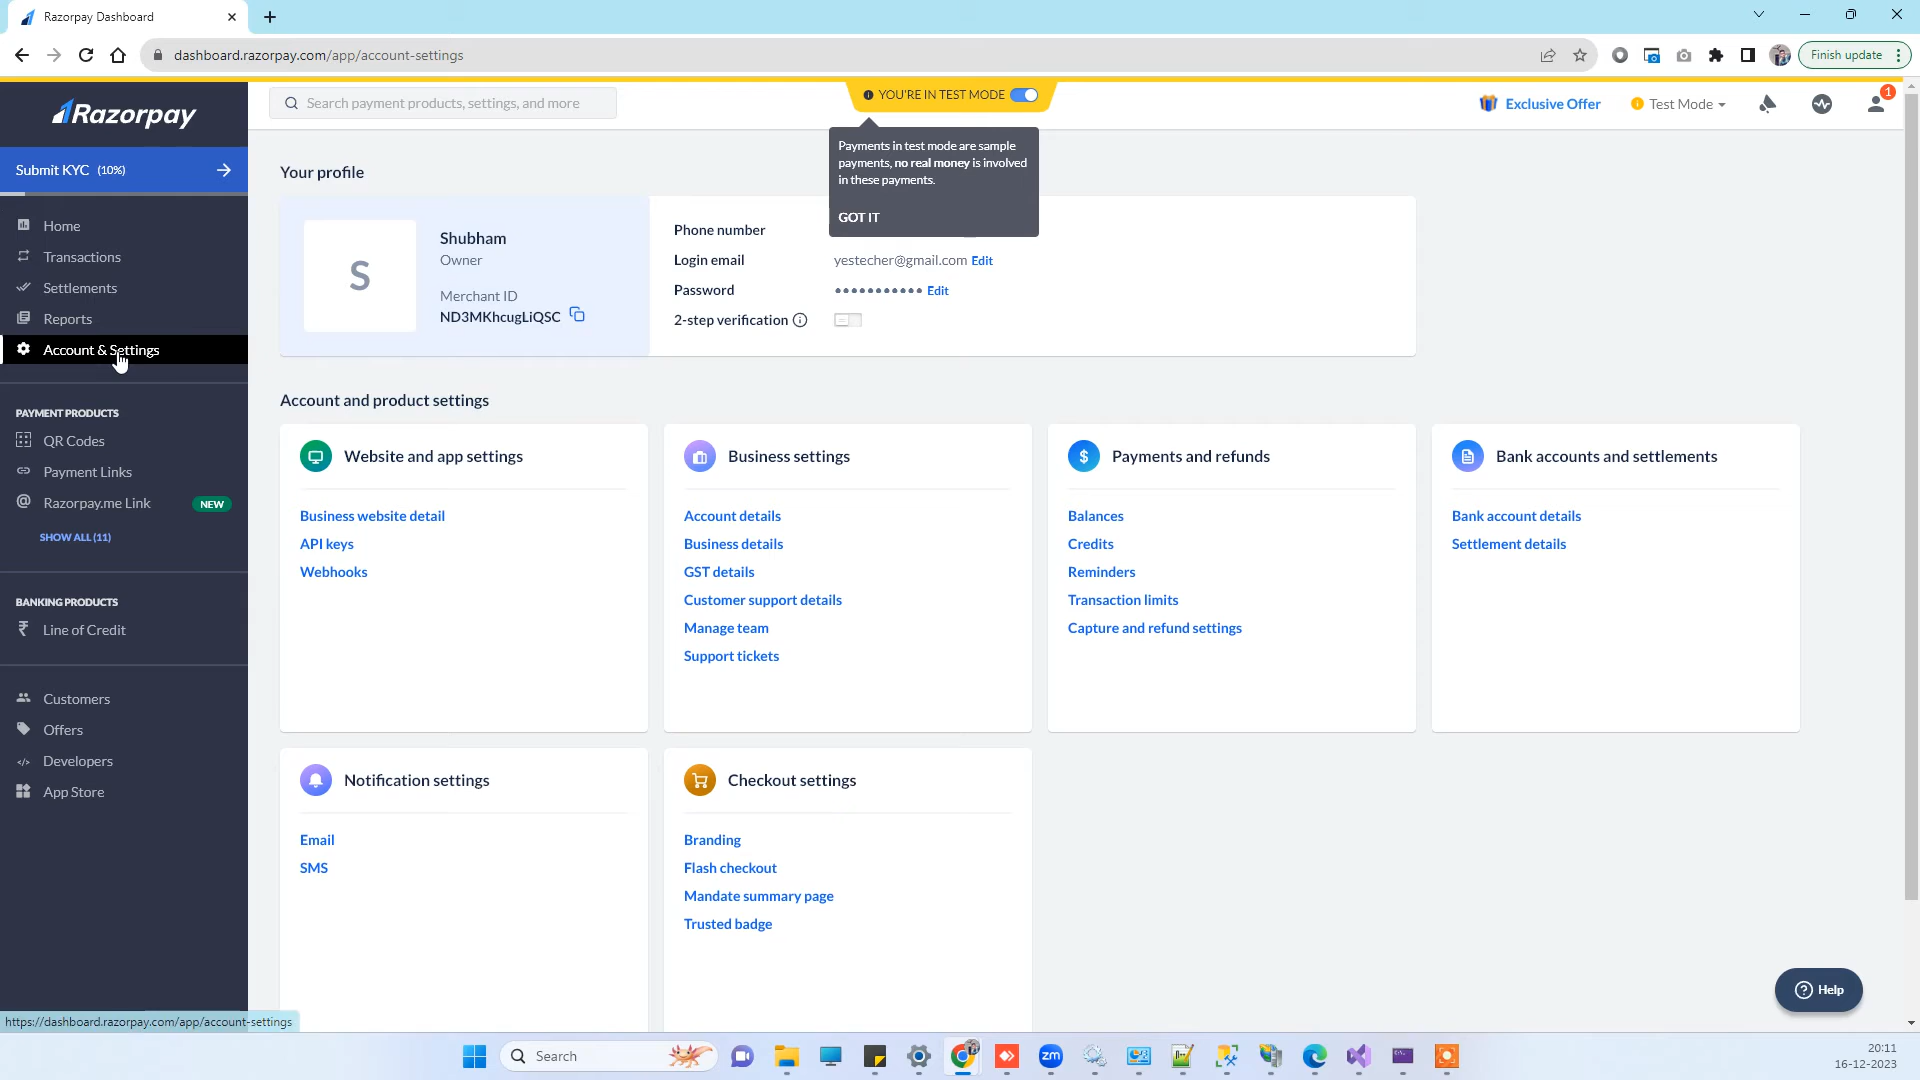 Razorpay Dashboard
dashboard.razorpay.com/app/account-settings
Finish update
Razorpay
Search payment products, settings, and more
YOU'RE IN TEST MODE
Exclusive Offer
Test Mode
1
Payments in test mode are sample
payments, no real money is involved
in these payments.
GOT IT
Submit KYC (10%)
Home
Transactions
Settlements
Reports
Account & Settings
PAYMENT PRODUCTS
QR Codes
Payment Links
Razorpay.me Link NEW
SHOW ALL (11)
BANKING PRODUCTS
Line of Credit
Customers
Offers
Developers
App Store
Your profile
S
Shubham
Owner
Merchant ID
ND3MKhcugLiQSC
Phone number
Login email yestecher@gmail.com Edit
Password ••••••••••• Edit
2-step verification
Account and product settings
Website and app settings
Business website detail
API keys
Webhooks
Business settings
Account details
Business details
GST details
Customer support details
Manage team
Support tickets
Payments and refunds
Balances
Credits
Reminders
Transaction limits
Capture and refund settings
Bank accounts and settlements
Bank account details
Settlement details
Notification settings
Email
SMS
Checkout settings
Branding
Flash checkout
Mandate summary page
Trusted badge
Help
https://dashboard.razorpay.com/app/account-settings
Search
zm
20:11
16-12-2023